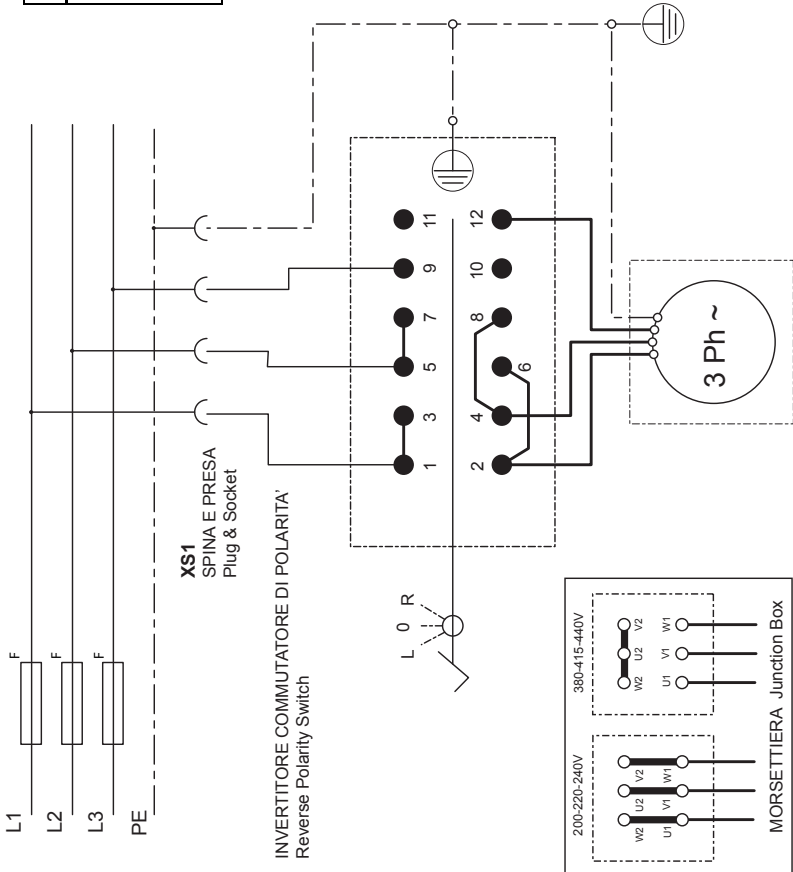 L1
L2
L3
PE
F
F
F
XS1
SPINA E PRESA
Plug & Socket
INVERTITORE COMMUTATORE DI POLARITA'
Reverse Polarity Switch
L 0 R
1 3 5 7 9 11
2 4 6 8 10 12
3 Ph ~
200-220-240V
W2 U2 V2
U1 V1 W1
380-415-440V
W2 U2 V2
U1 V1 W1
MORSETTIERA Junction Box